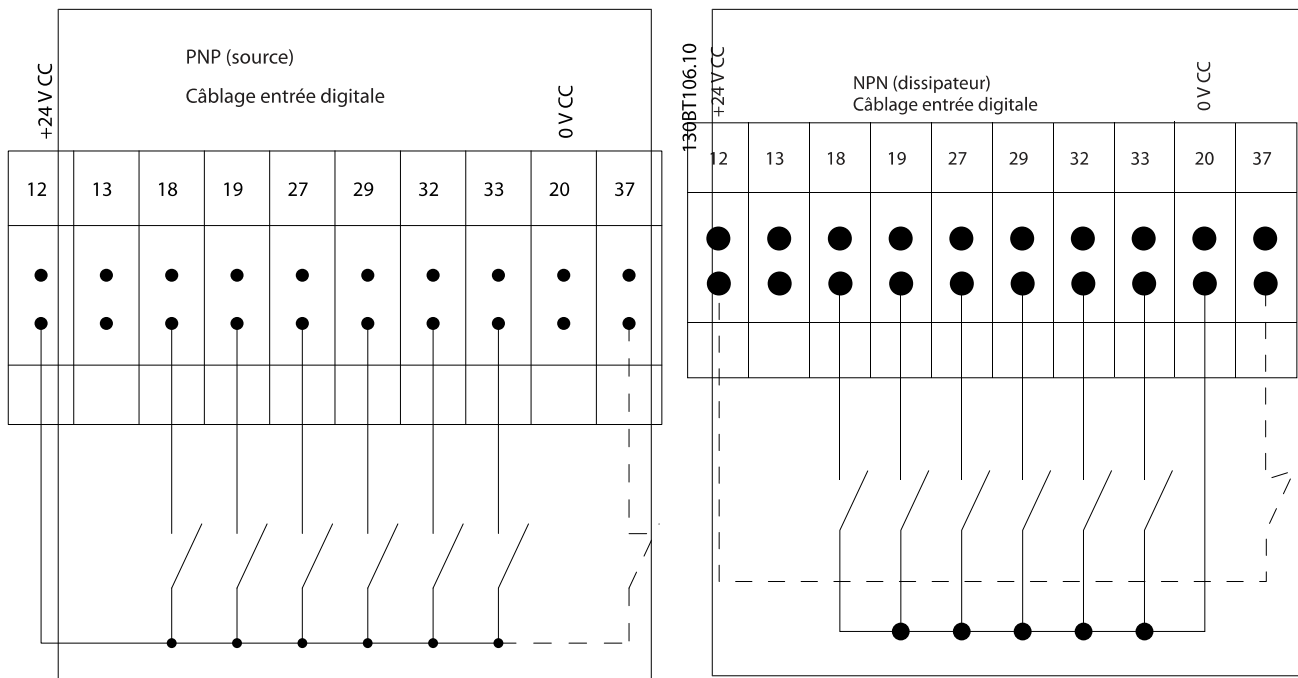 PNP (source)
Câblage entrée digitale
+24 V CC
0 V CC
12 13 18 19 27 29 32 33 20 37
130BT106.10
+24 V CC
NPN (dissipateur)
Câblage entrée digitale
0 V CC
12 13 18 19 27 29 32 33 20 37